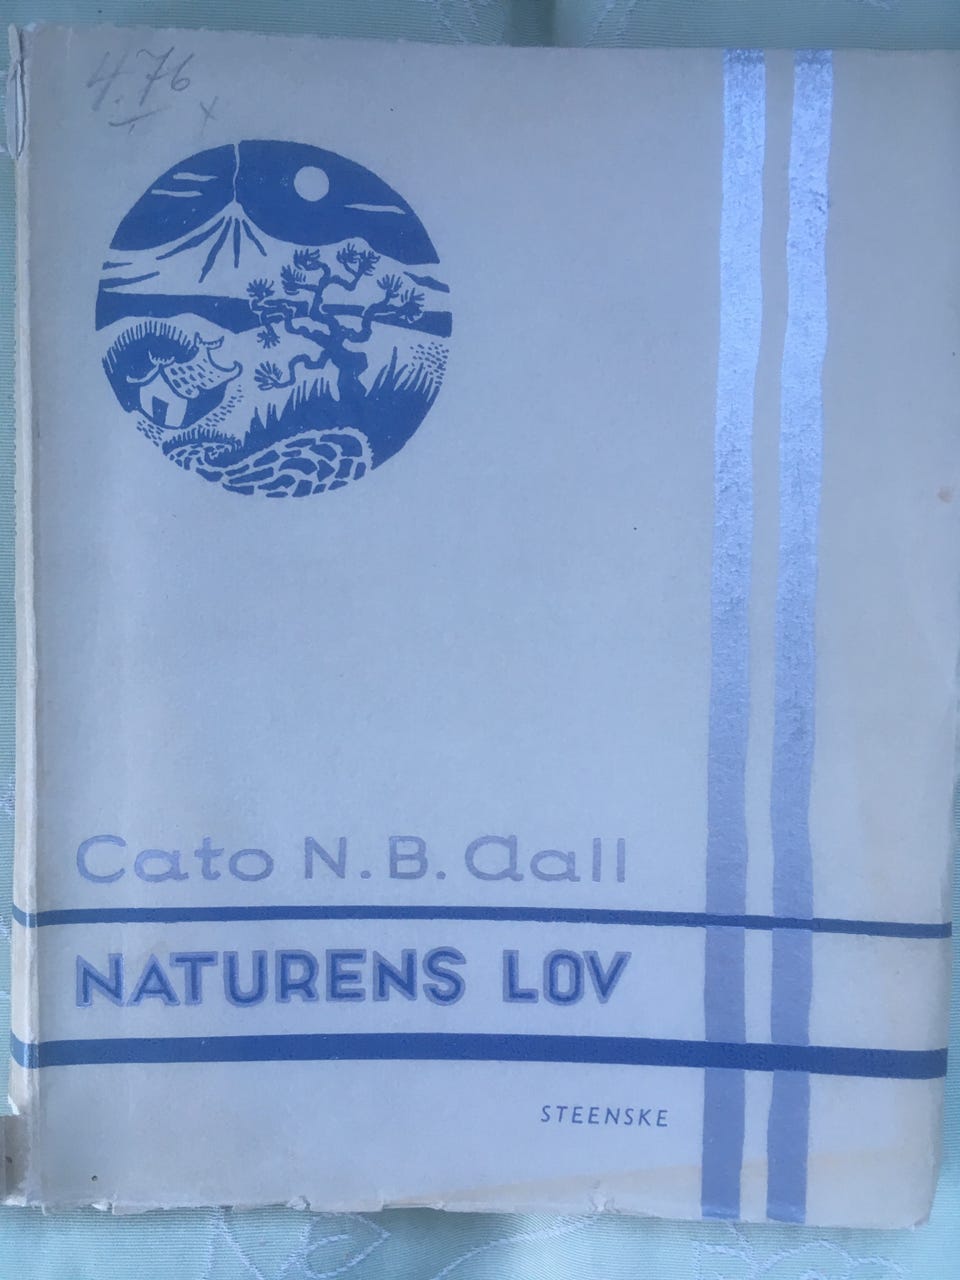 4.76
x
Cato N. B. Aall
NATURENS LOV
STEENSKE